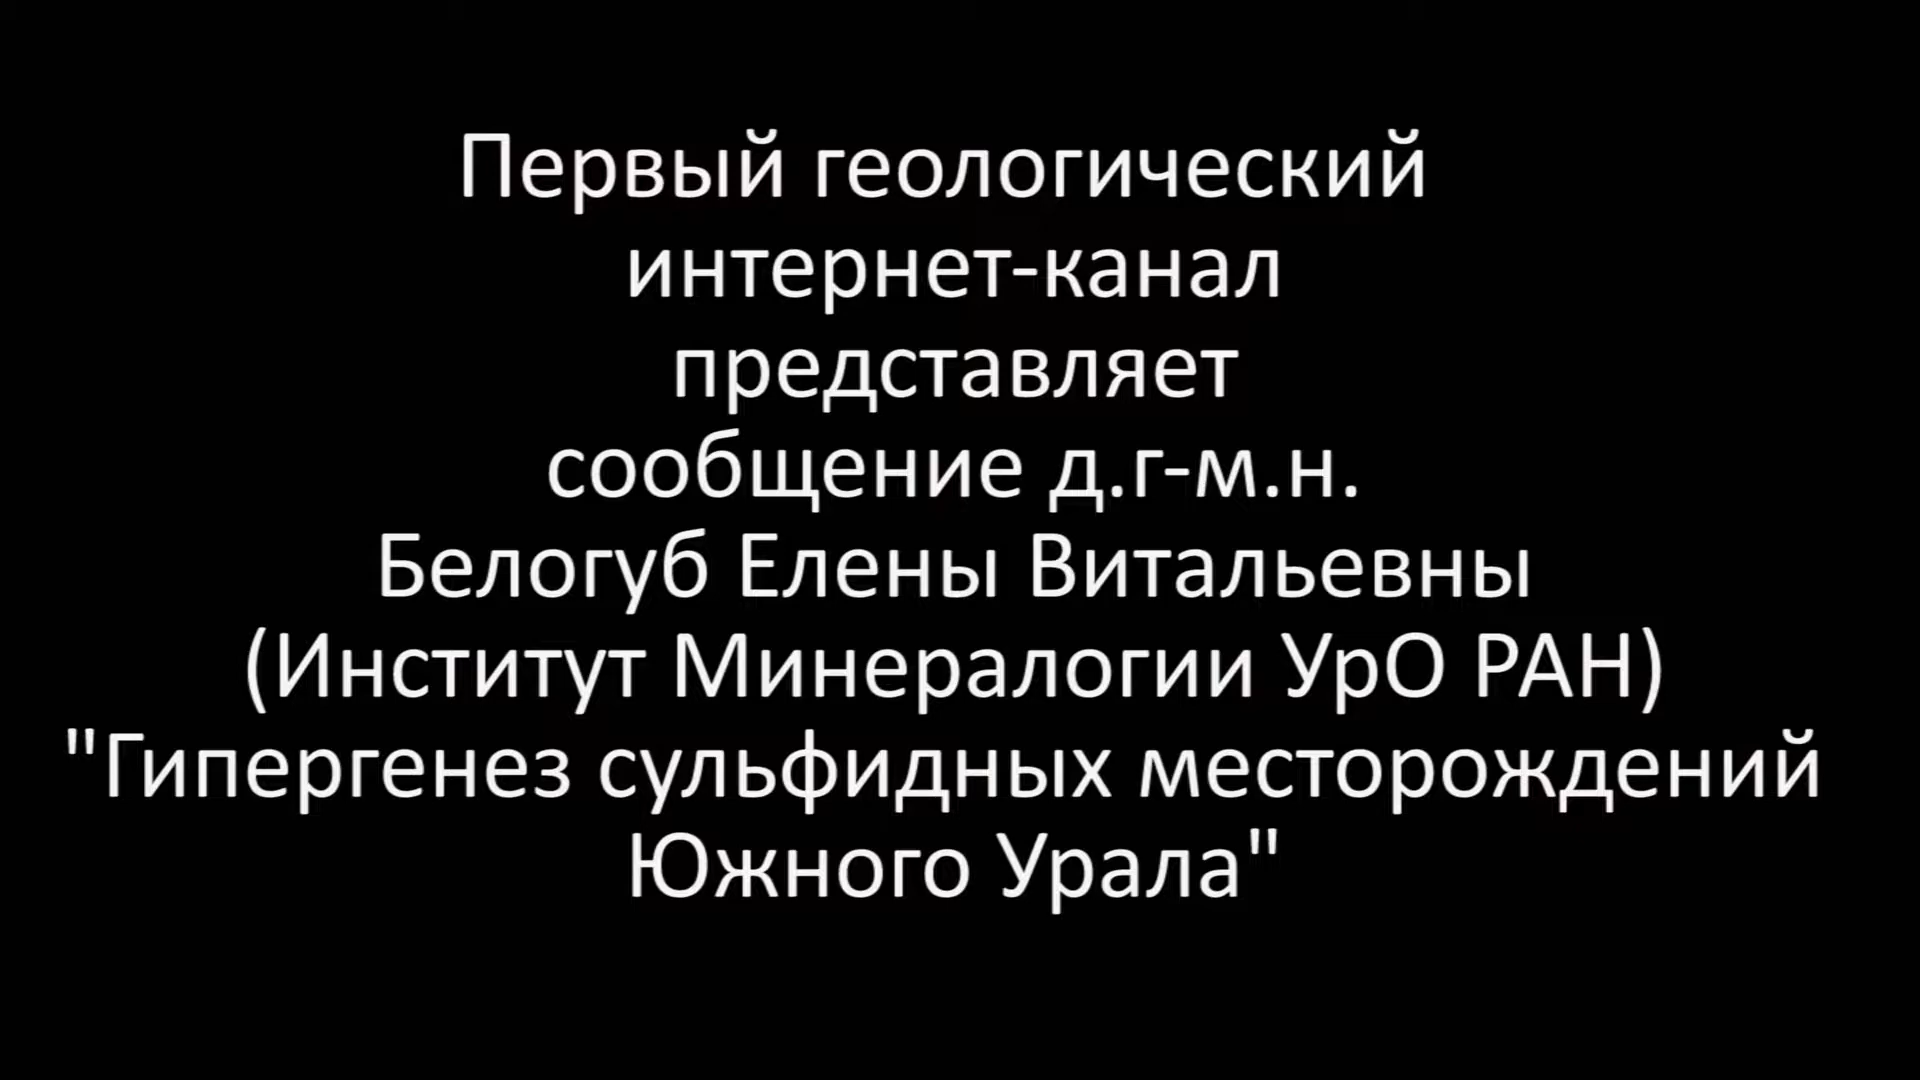 Первый геологический
интернет-канал
представляет
сообщение д.г-м.н.
Белогуб Елены Витальевны
(Институт Минералогии УрО РАН)
"Гипергенез сульфидных месторождений
Южного Урала"